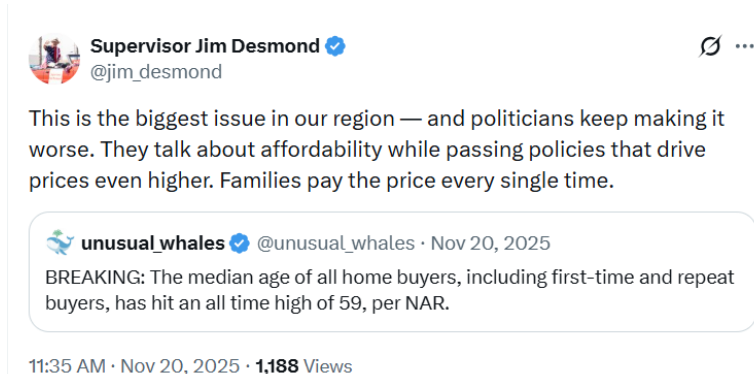 Supervisor Jim Desmond
@jim_desmond
This is the biggest issue in our region — and politicians keep making it
worse. They talk about affordability while passing policies that drive
prices even higher. Families pay the price every single time.
unusual_whales @unusual_whales · Nov 20, 2025
BREAKING: The median age of all home buyers, including first-time and repeat
buyers, has hit an all time high of 59, per NAR.
11:35 AM · Nov 20, 2025 · 1,188 Views